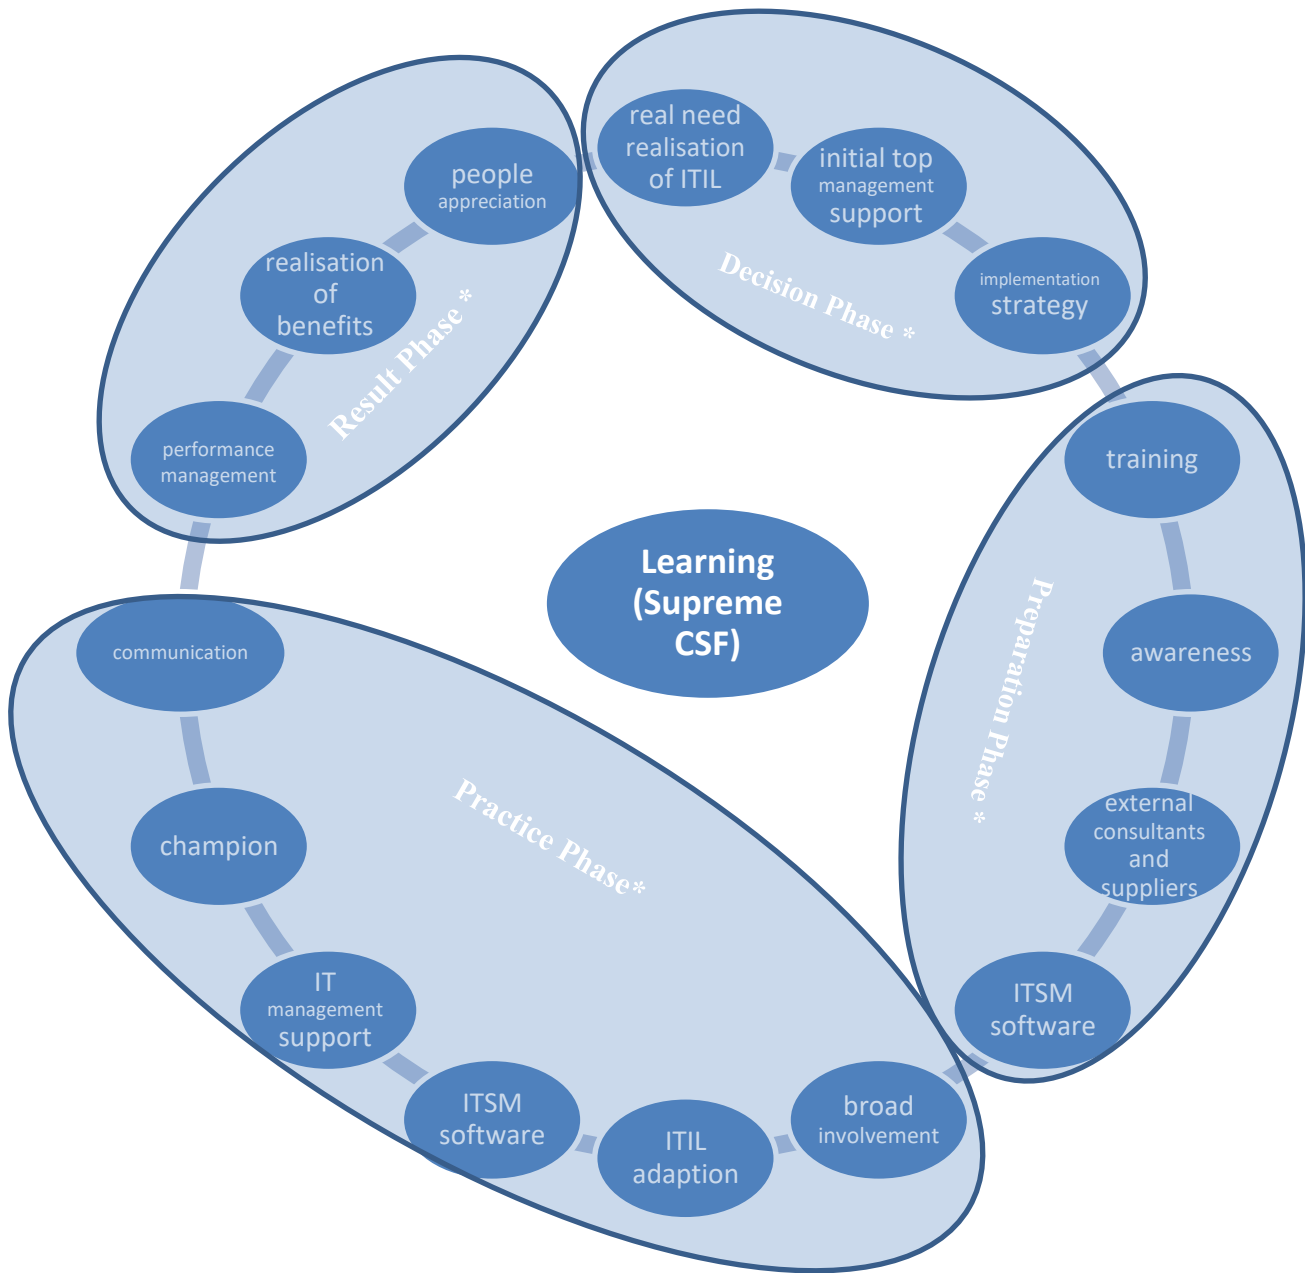 real need
realisation
of ITIL
initial top
management
support
implementation
strategy
Decision Phase *
training
awareness
external
consultants
and
suppliers
ITSM
software
Preparation Phase *
broad
involvement
ITIL
adaption
ITSM
software
IT
management
support
champion
communication
Practice Phase*
performance
management
realisation
of
benefits
people
appreciation
Result Phase *
Learning
(Supreme
CSF)